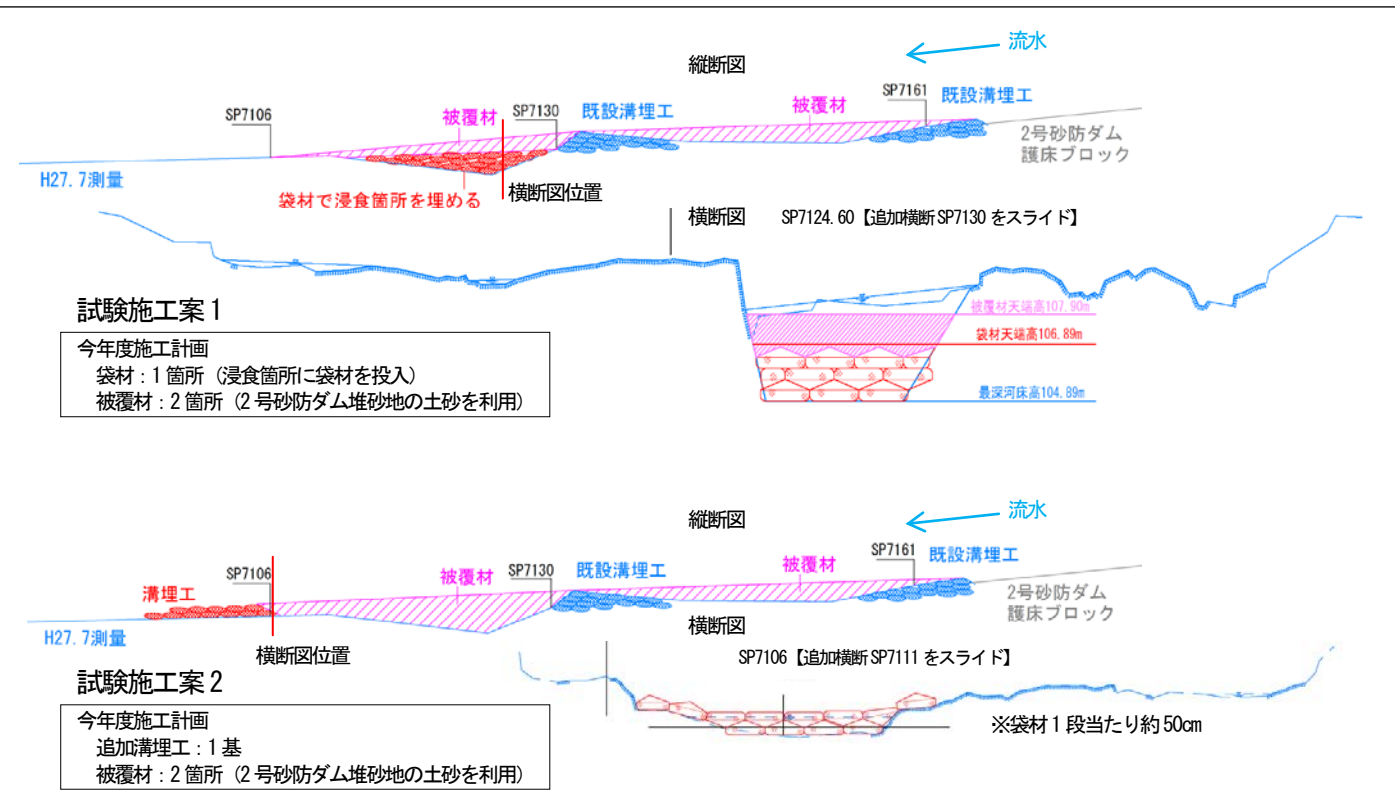 縦断図
流水
SP7106
被覆材
SP7130
既設溝埋工
被覆材
SP7161
既設溝埋工
2号砂防ダム
護床ブロック
H27.7測量
袋材で浸食箇所を埋める
横断図位置
横断図 SP7124.60【追加横断SP7130をスライド】
被覆材天端高107.90m
袋材天端高106.89m
最深河床高104.89m
試験施工案1
今年度施工計画
袋材:1箇所(浸食箇所に袋材を投入)
被覆材:2箇所(2号砂防ダム堆砂地の土砂を利用)
縦断図
流水
溝埋工
SP7106
被覆材
SP7130
既設溝埋工
被覆材
SP7161
既設溝埋工
2号砂防ダム
護床ブロック
H27.7測量
横断図位置
横断図
SP7106【追加横断SP7111をスライド】
試験施工案2
今年度施工計画
追加溝埋工:1基
被覆材:2箇所(2号砂防ダム堆砂地の土砂を利用)
※袋材1段当たり約50cm